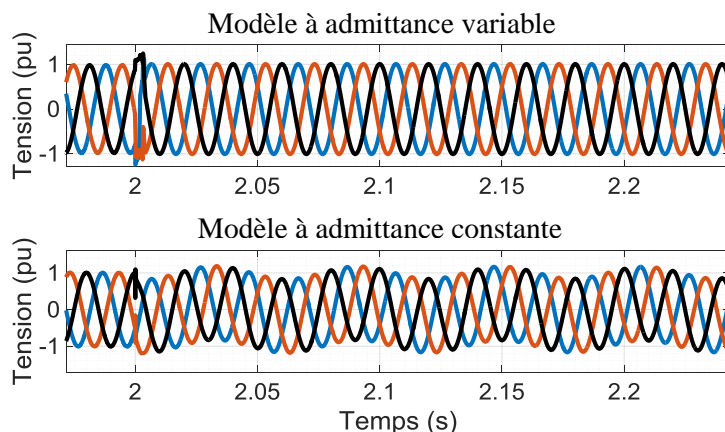 Modèle à admittance variable
Tension (pu)
1
0
-1
2 2.05 2.1 2.15 2.2
Modèle à admittance constante
Tension (pu)
1
0
-1
2 2.05 2.1 2.15 2.2
Temps (s)